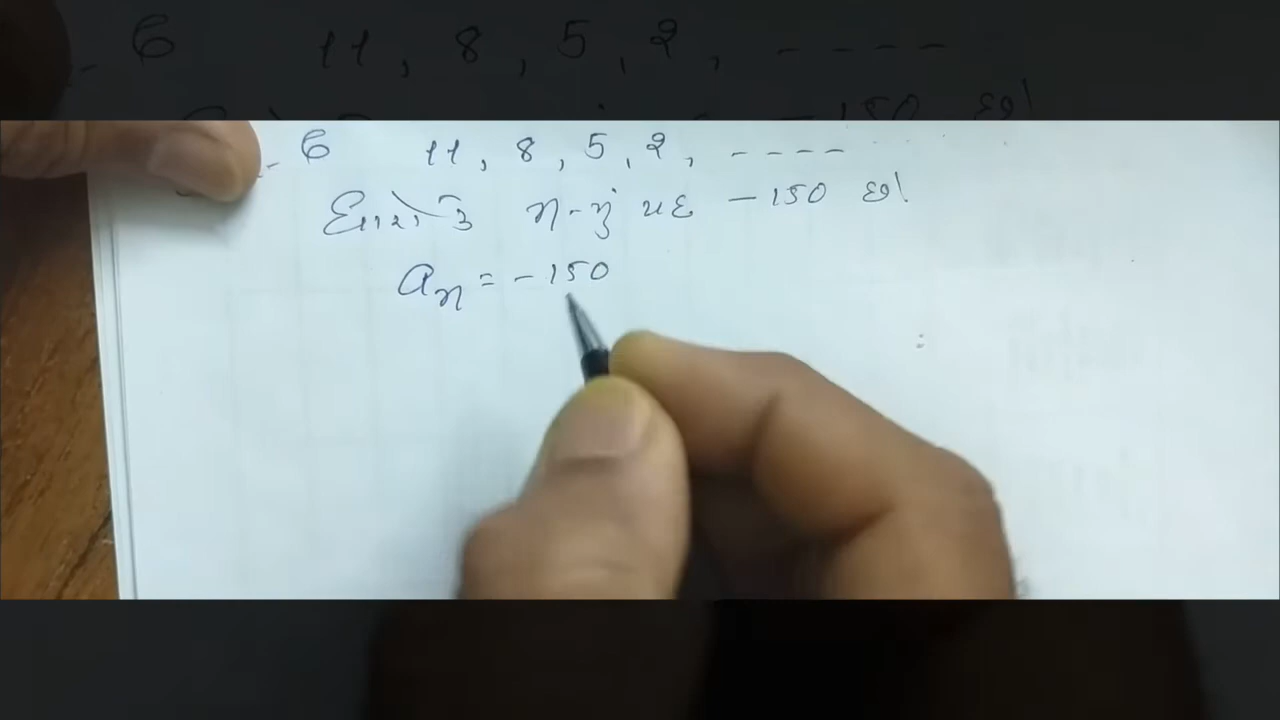 . 6 11, 8, 5, 2, ----
ધારો કે n-મું પદ -150 છે
an = -150